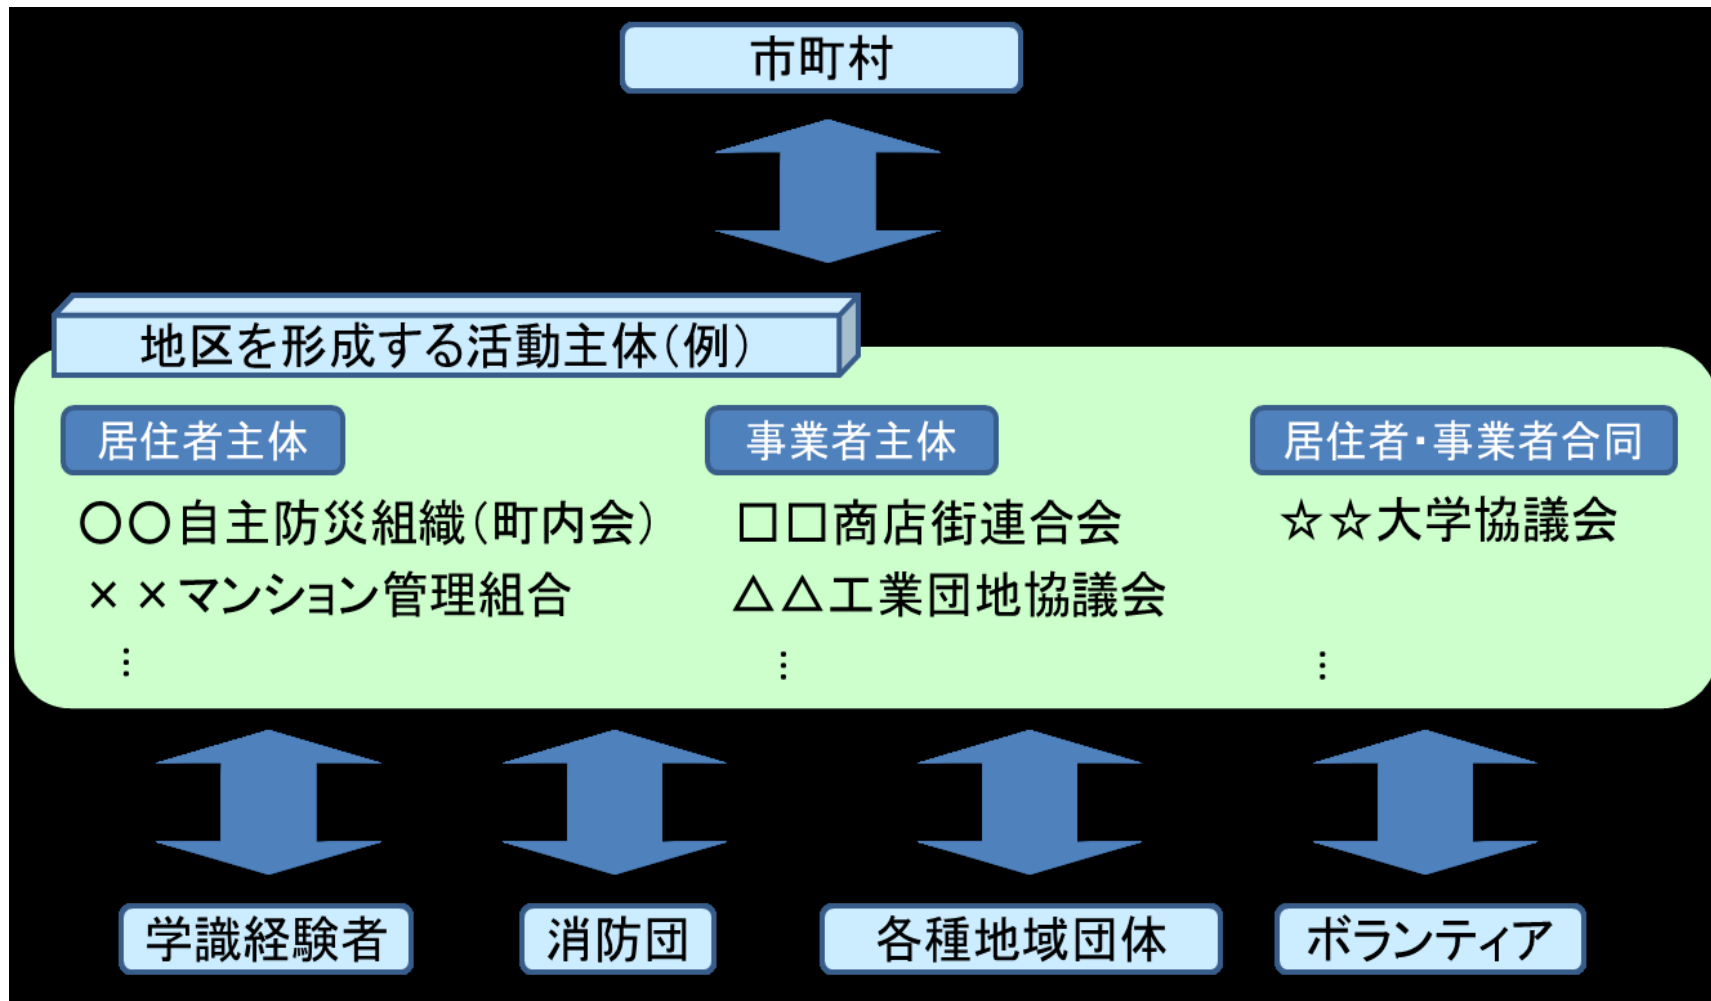 市町村
地区を形成する活動主体(例)
居住者主体
事業者主体
居住者・事業者合同
〇〇自主防災組織(町内会)
□□商店街連合会
☆☆大学協議会
××マンション管理組合
△△工業団地協議会
⋮
⋮
⋮
学識経験者
消防団
各種地域団体
ボランティア